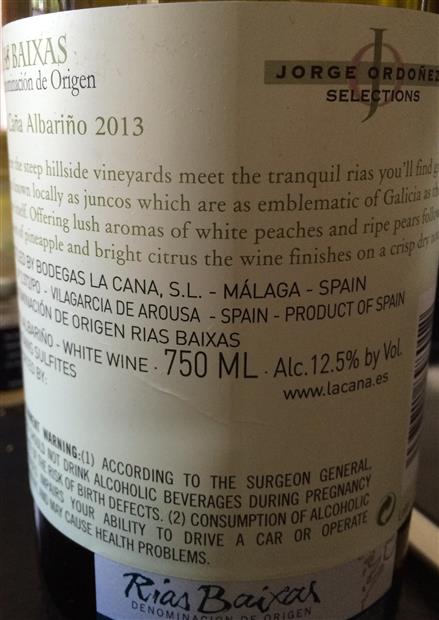 BAIXAS
Denominación de Origen
JORGE ORDOÑEZ
SELECTIONS
Caña Albariño 2013
the steep hillside vineyards meet the tranquil rias you'll find
known locally as juncos which are as emblematic of Galicia as
Offering lush aromas of white peaches and ripe pears
of pineapple and bright citrus the wine finishes on a crisp dry
BY BODEGAS LA CANA, S.L. - MÁLAGA - SPAIN
- VILAGARCIA DE AROUSA - SPAIN - PRODUCT OF SPAIN
DENOMINACIÓN DE ORIGEN RIAS BAIXAS
ALBARIÑO - WHITE WINE · 750 ML · Alc.12.5% by Vol.
SULFITES
BY:
www.lacana.es
WARNING:(1) ACCORDING TO THE SURGEON GENERAL,
SHOULD NOT DRINK ALCOHOLIC BEVERAGES DURING PREGNANCY
OF THE RISK OF BIRTH DEFECTS. (2) CONSUMPTION OF ALCOHOLIC
IMPAIRS YOUR ABILITY TO DRIVE A CAR OR OPERATE
AND MAY CAUSE HEALTH PROBLEMS.
Rias Baixas
DENOMINACIÓN DE ORIGEN